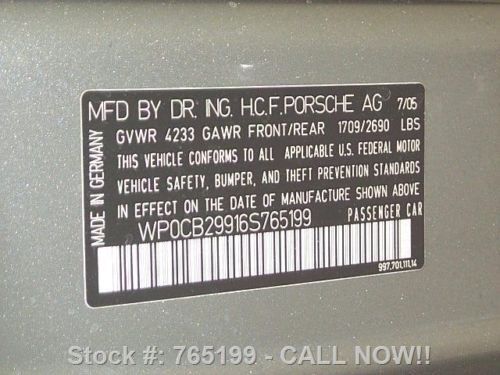 MFD BY DR. ING. H.C.F. PORSCHE AG 7/05
GVWR 4233 GAWR FRONT/REAR 1709/2690 LBS
THIS VEHICLE CONFORMS TO ALL APPLICABLE U.S. FEDERAL MOTOR
VEHICLE SAFETY, BUMPER, AND THEFT PREVENTION STANDARDS
IN EFFECT ON THE DATE OF MANUFACTURE SHOWN ABOVE
MADE IN GERMANY
WP0CB29916S765199 PASSENGER CAR
997.701.111.14
Stock #: 765199 - CALL NOW!!